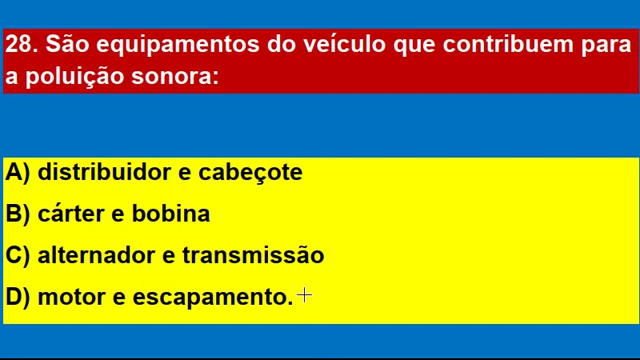 28. São equipamentos do veículo que contribuem para
a poluição sonora:
A) distribuidor e cabeçote
B) cárter e bobina
C) alternador e transmissão
D) motor e escapamento.